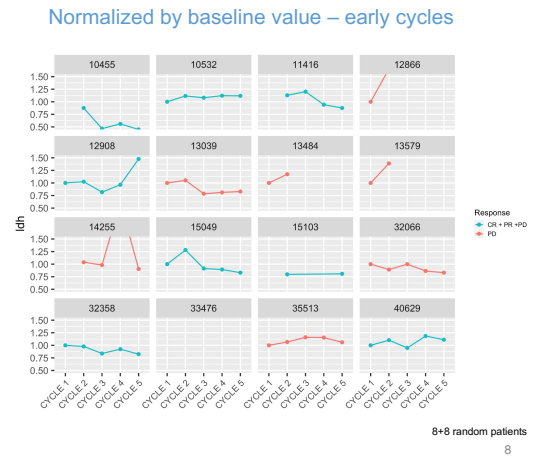 Normalized by baseline value – early cycles
10455 10532 11416 12866
1.50
1.25
1.00
0.75
0.50
12908 13039 13484 13579
1.50
1.25
1.00
0.75
0.50
14255 15049 15103 32066
1.50
1.25
1.00
0.75
0.50
32358 33476 35513 40629
1.50
1.25
1.00
0.75
0.50
ldh
CYCLE 1 CYCLE 2 CYCLE 3 CYCLE 4 CYCLE 5 CYCLE 1 CYCLE 2 CYCLE 3 CYCLE 4 CYCLE 5 CYCLE 1 CYCLE 2 CYCLE 3 CYCLE 4 CYCLE 5 CYCLE 1 CYCLE 2 CYCLE 3 CYCLE 4 CYCLE 5
Response
CR + PR +PD
PD
8+8 random patients
8